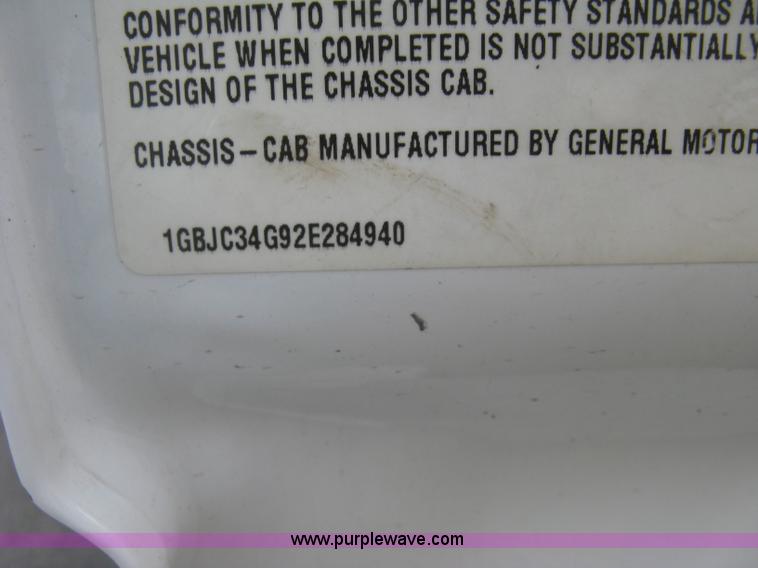 CONFORMITY TO THE OTHER SAFETY STANDARDS
VEHICLE WHEN COMPLETED IS NOT SUBSTANTIALLY
DESIGN OF THE CHASSIS CAB.
CHASSIS-CAB MANUFACTURED BY GENERAL MOTOR
1GBJC34G92E284940
www.purplewave.com